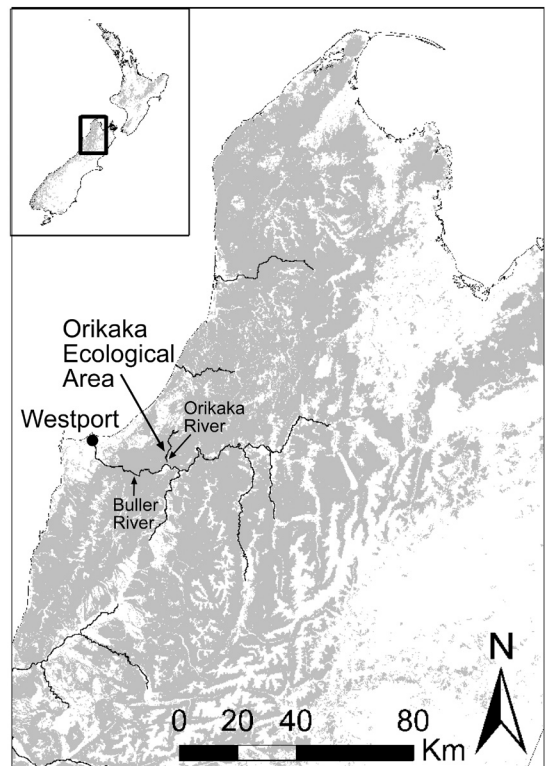 Orikaka
Ecological
Area
Westport
Orikaka
River
Buller
River
N
0 20 40 80
Km